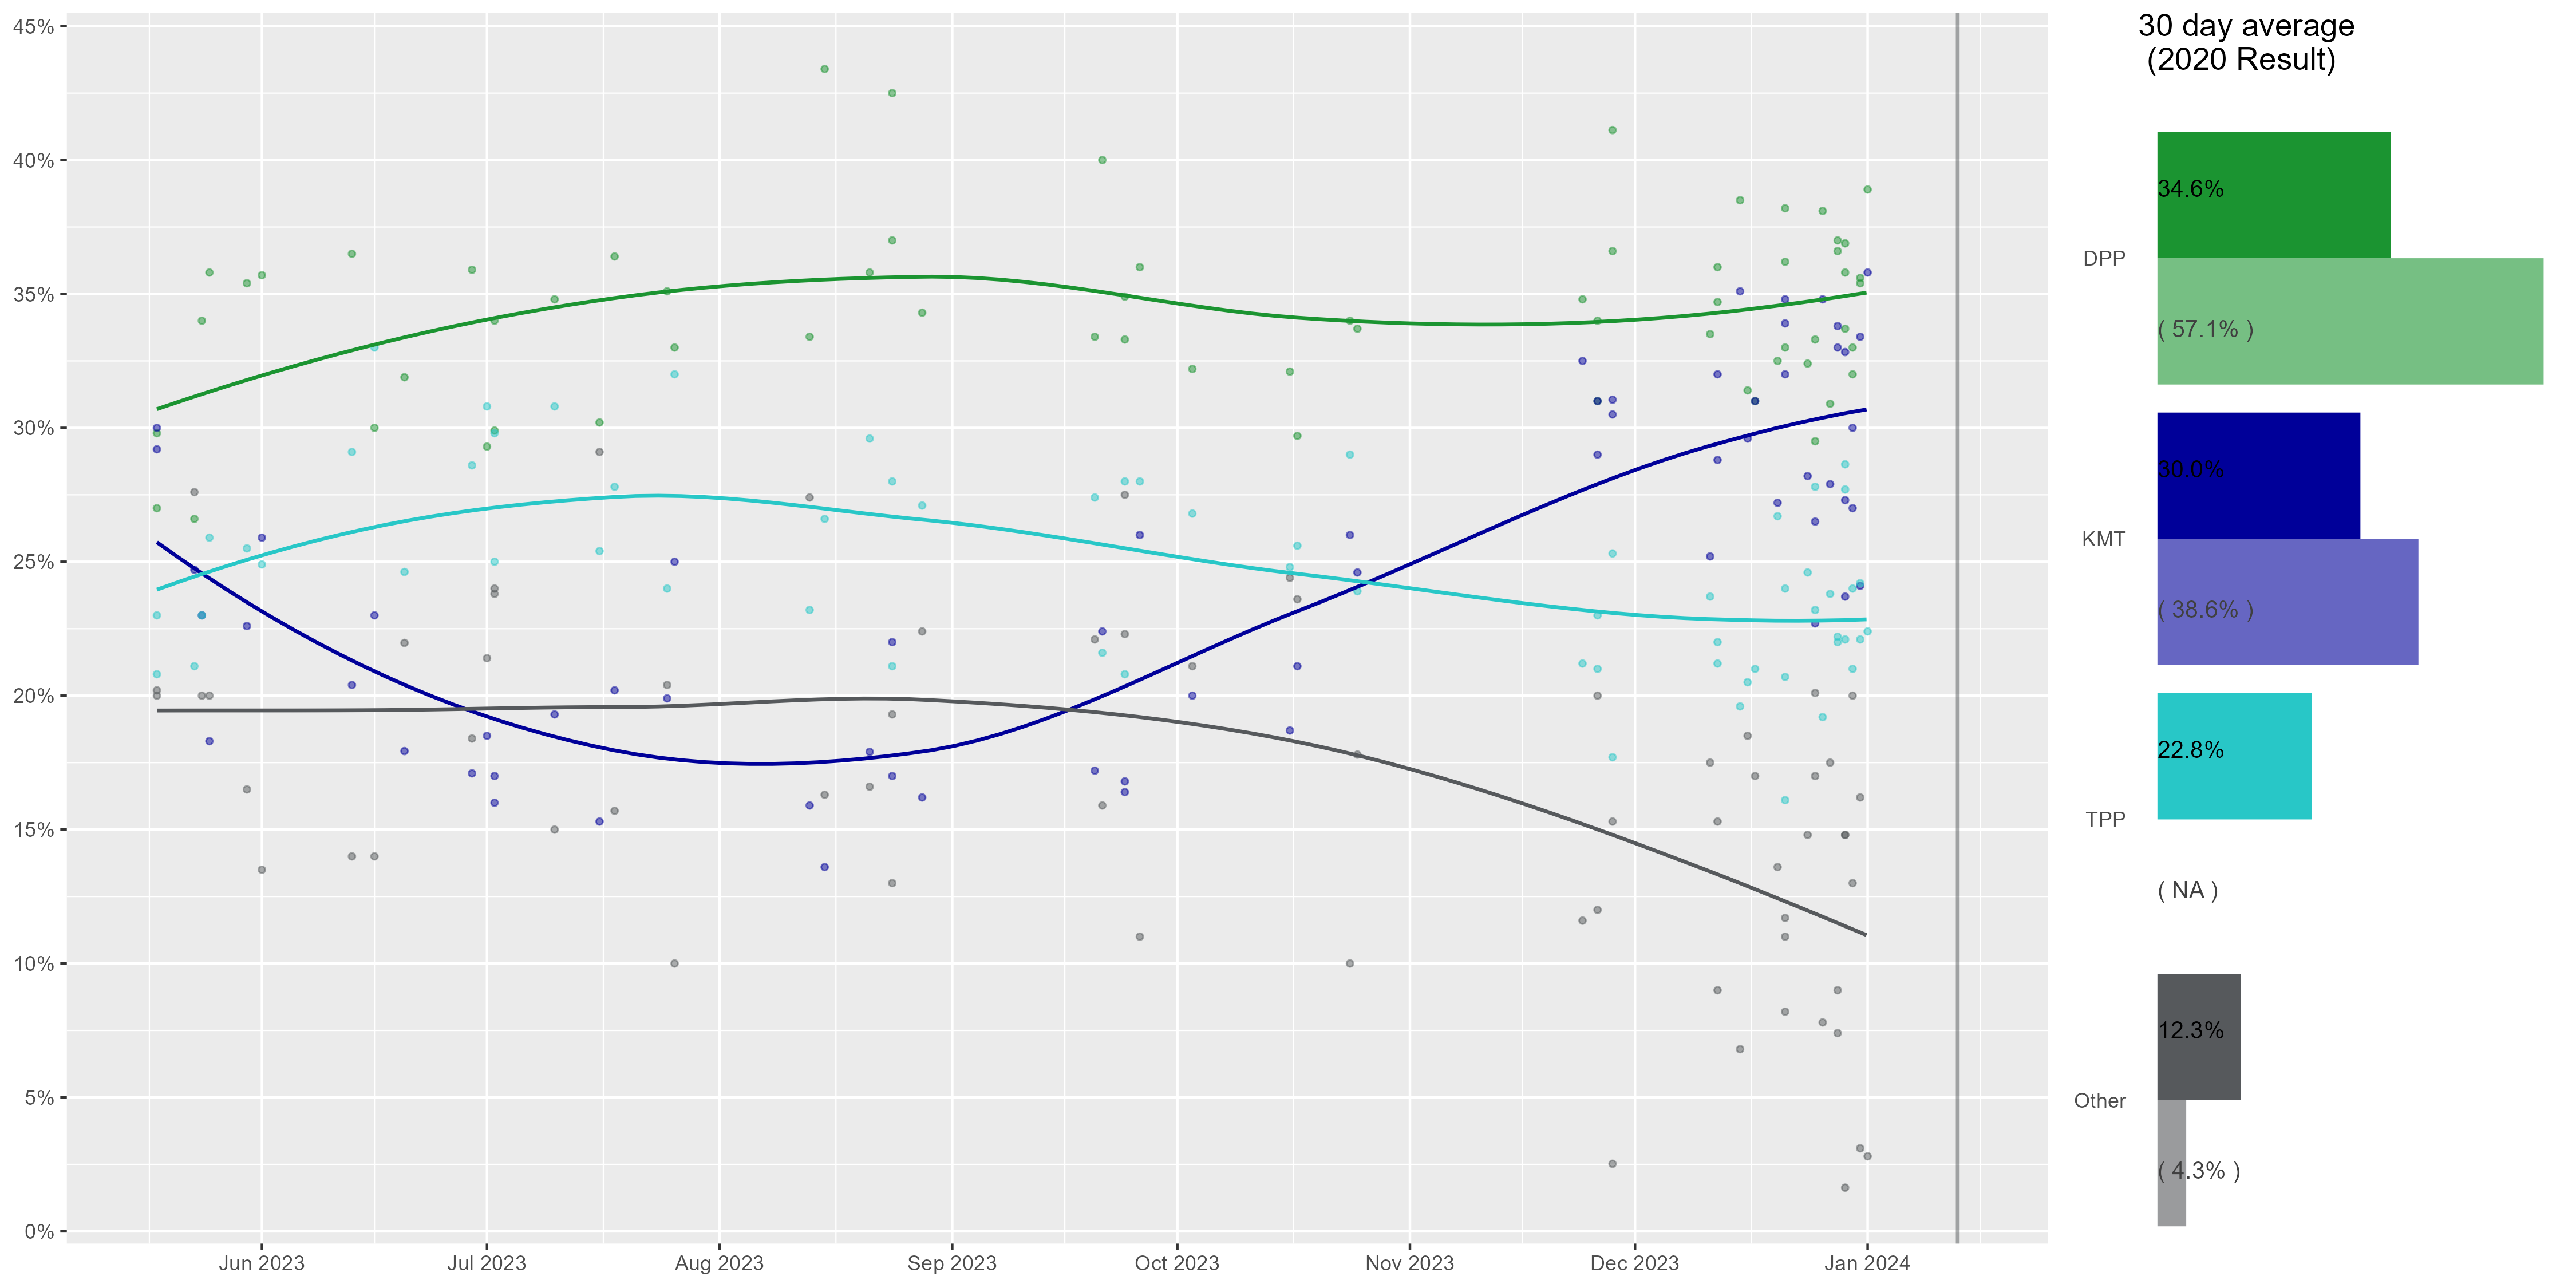 45%
40%
35%
30%
25%
20%
15%
10%
5%
0%
Jun 2023
Jul 2023
Aug 2023
Sep 2023
Oct 2023
Nov 2023
Dec 2023
Jan 2024
30 day average
(2020 Result)
DPP
34.6%
( 57.1% )
KMT
30.0%
( 38.6% )
TPP
22.8%
( NA )
Other
12.3%
( 4.3% )